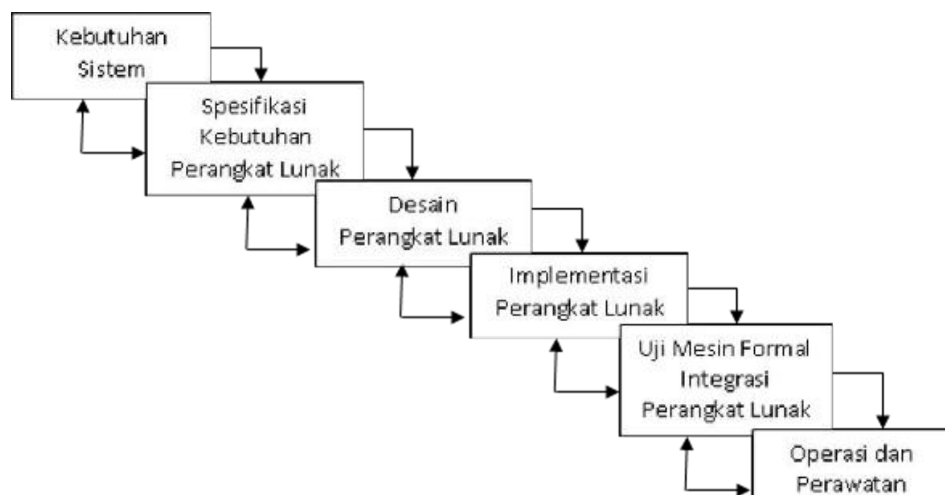 Kebutuhan
Sistem
Spesifikasi
Kebutuhan
Perangkat Lunak
Desain
Perangkat Lunak
Implementasi
Perangkat Lunak
Uji Mesin Formal
Integrasi
Perangkat Lunak
Operasi dan
Perawatan